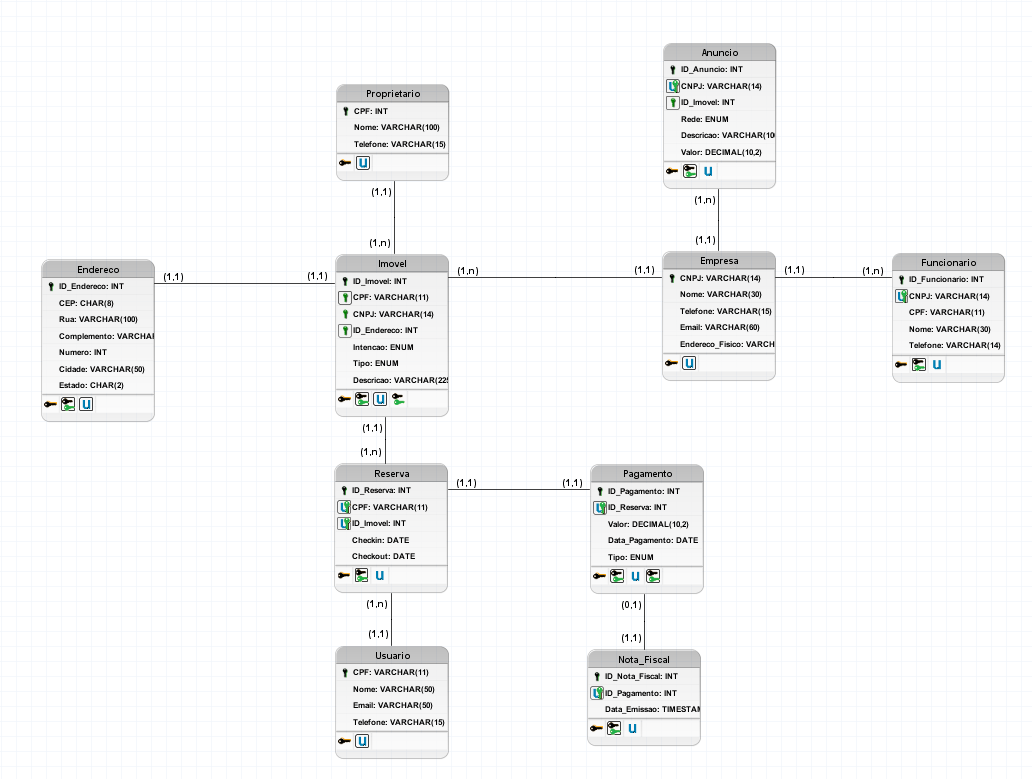 Anuncio
ID_Anuncio: INT
CNPJ: VARCHAR(14)
ID_Imovel: INT
Rede: ENUM
Descricao: VARCHAR(10
Valor: DECIMAL(10,2)
Proprietario
CPF: INT
Nome: VARCHAR(100)
Telefone: VARCHAR(15)
U
U
(1,1)
(1,n)
(1,n)
(1,1)
Endereco
ID_Endereco: INT
CEP: CHAR(8)
Rua: VARCHAR(100)
Complemento: VARCHAI
Numero: INT
Cidade: VARCHAR(50)
Estado: CHAR(2)
U
(1,1)
(1,1)
Imovel
ID_Imovel: INT
CPF: VARCHAR(11)
CNPJ: VARCHAR(14)
ID_Endereco: INT
Intencao: ENUM
Tipo: ENUM
Descricao: VARCHAR(225
U
(1,n)
(1,1)
Empresa
CNPJ: VARCHAR(14)
Nome: VARCHAR(30)
Telefone: VARCHAR(15)
Email: VARCHAR(60)
Endereco_Fisico: VARCH
U
(1,1)
(1,n)
Funcionario
ID_Funcionario: INT
CNPJ: VARCHAR(14)
CPF: VARCHAR(11)
Nome: VARCHAR(30)
Telefone: VARCHAR(14)
U
(1,1)
(1,n)
Reserva
ID_Reserva: INT
CPF: VARCHAR(11)
ID_Imovel: INT
Checkin: DATE
Checkout: DATE
U
(1,1)
(1,1)
Pagamento
ID_Pagamento: INT
ID_Reserva: INT
Valor: DECIMAL(10,2)
Data_Pagamento: DATE
Tipo: ENUM
U
(1,n)
(1,1)
(0,1)
(1,1)
Usuario
CPF: VARCHAR(11)
Nome: VARCHAR(50)
Email: VARCHAR(50)
Telefone: VARCHAR(15)
U
Nota_Fiscal
ID_Nota_Fiscal: INT
ID_Pagamento: INT
Data_Emissao: TIMESTAM
U